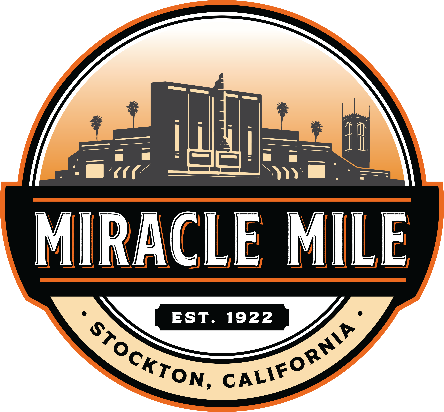 MIRACLE MILE
EST. 1922
· STOCKTON, CALIFORNIA ·